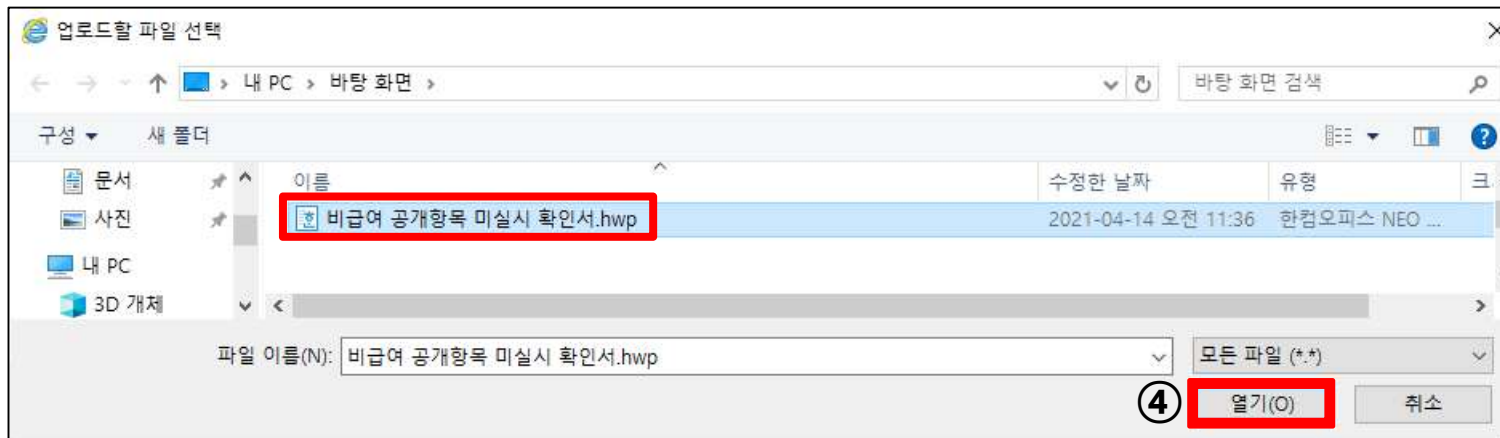 업로드할 파일 선택
내 PC › 바탕 화면 ›
바탕 화면 검색
구성
새 폴더
이름
수정한 날짜
유형
크
문서
사진
내 PC
3D 개체
비급여 공개항목 미실시 확인서.hwp
2021-04-14 오전 11:36
한컴오피스 NEO ...
파일 이름(N):
비급여 공개항목 미실시 확인서.hwp
모든 파일 (*.*)
④
열기(O)
취소